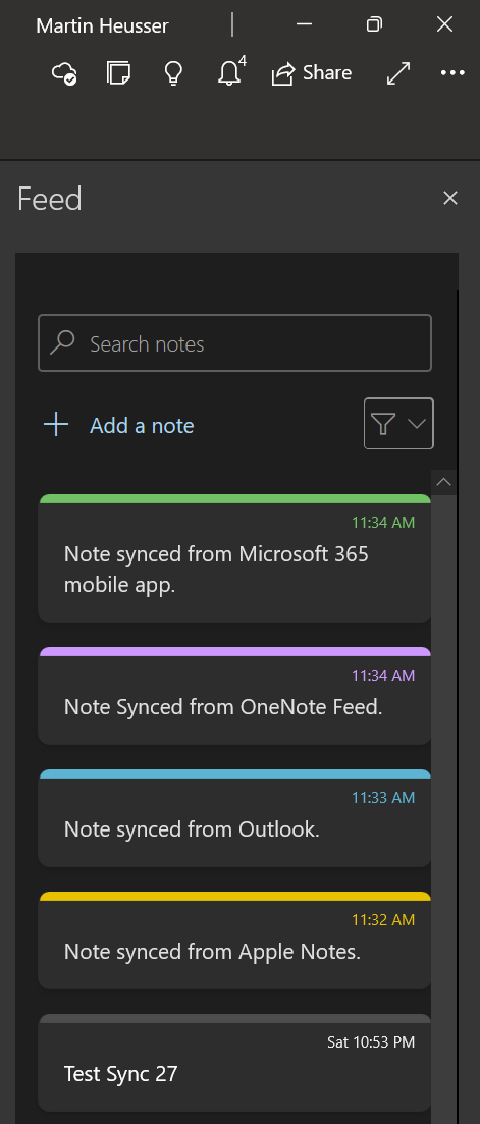 Martin Heusser
4
Share
Feed
Search notes
Add a note
11:34 AM
Note synced from Microsoft 365
mobile app.
11:34 AM
Note Synced from OneNote Feed.
11:33 AM
Note synced from Outlook.
11:32 AM
Note synced from Apple Notes.
Sat 10:53 PM
Test Sync 27